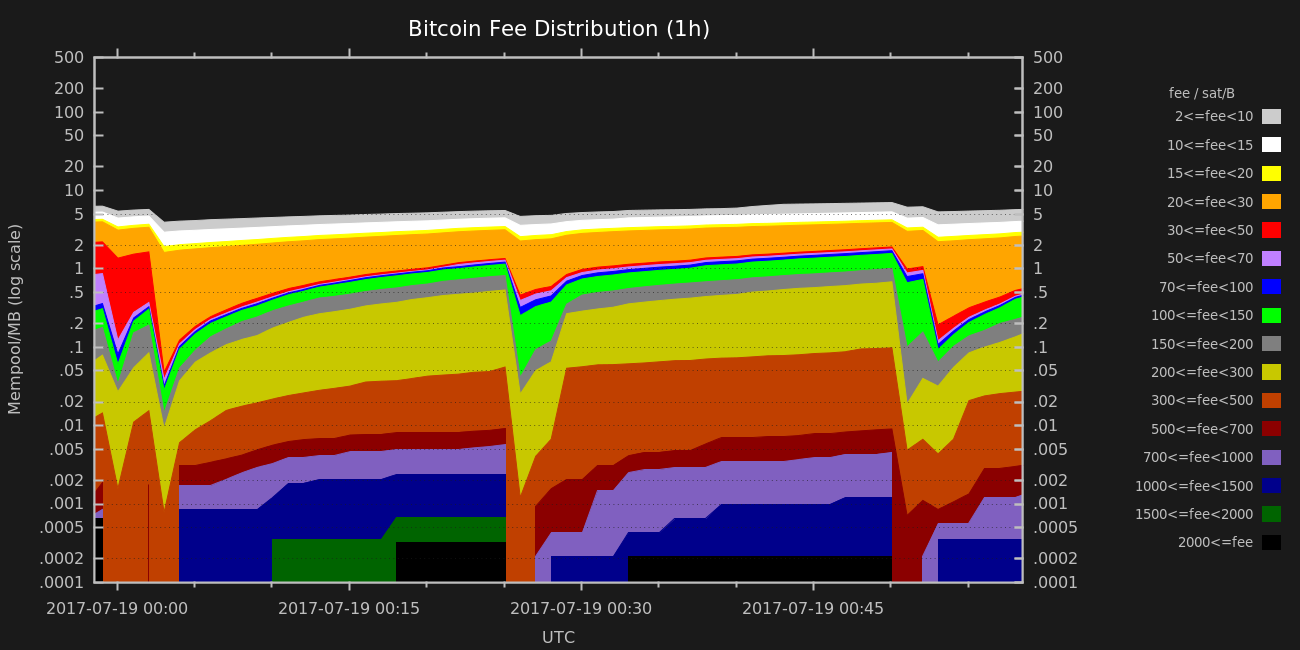 Bitcoin Fee Distribution (1h)
500
200
100
50
20
10
5
2
1
.5
.2
.1
.05
.02
.01
.005
.002
.001
.0005
.0002
.0001
Mempool/MB (log scale)
500
200
100
50
20
10
5
2
1
.5
.2
.1
.05
.02
.01
.005
.002
.001
.0005
.0002
.0001
2017-07-19 00:00
2017-07-19 00:15
2017-07-19 00:30
2017-07-19 00:45
UTC
fee / sat/B
2<=fee<10
10<=fee<15
15<=fee<20
20<=fee<30
30<=fee<50
50<=fee<70
70<=fee<100
100<=fee<150
150<=fee<200
200<=fee<300
300<=fee<500
500<=fee<700
700<=fee<1000
1000<=fee<1500
1500<=fee<2000
2000<=fee